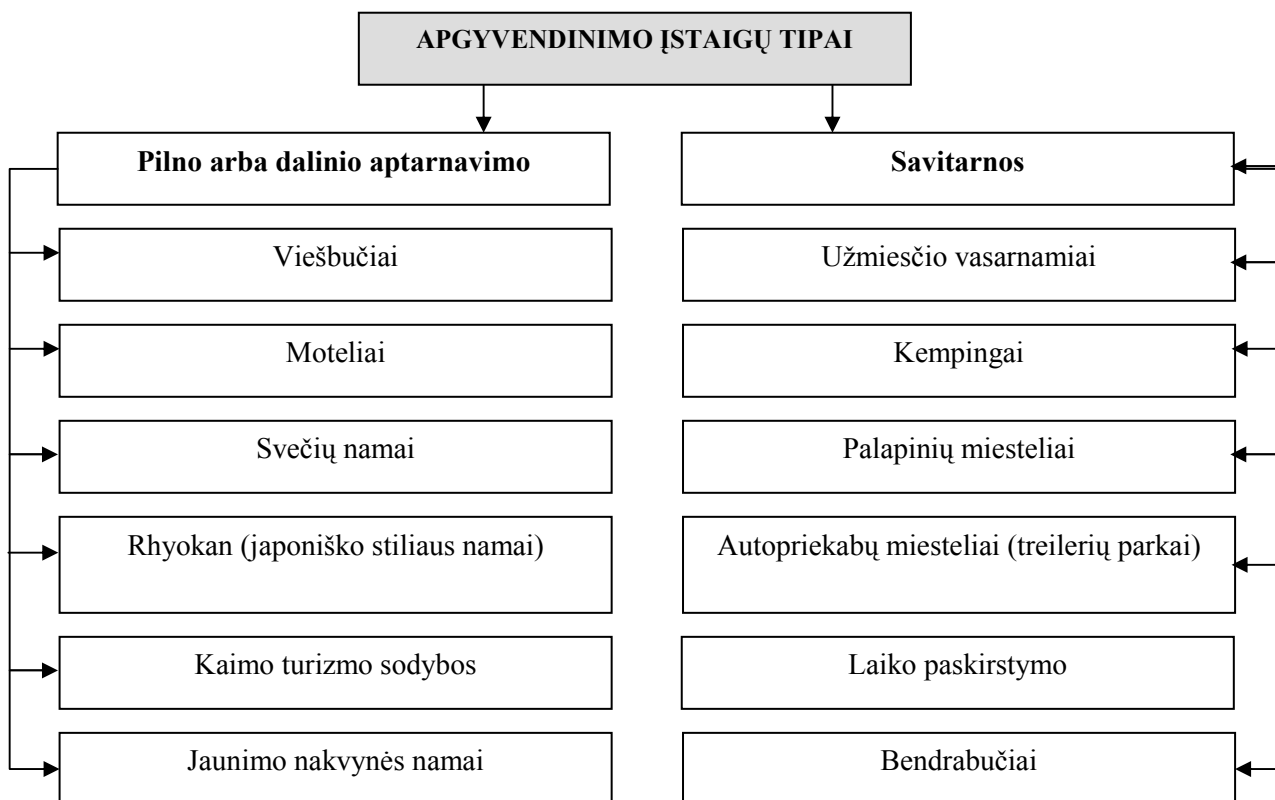 APGYVENDINIMO ĮSTAIGŲ TIPAI
Pilno arba dalinio aptarnavimo
Savitarnos
Viešbučiai
Užmiesčio vasarnamiai
Moteliai
Kempingai
Svečių namai
Palapinių miesteliai
Rhyokan (japoniško stiliaus namai)
Autopriekabų miesteliai (treilerių parkai)
Kaimo turizmo sodybos
Laiko paskirstymo
Jaunimo nakvynės namai
Bendrabučiai